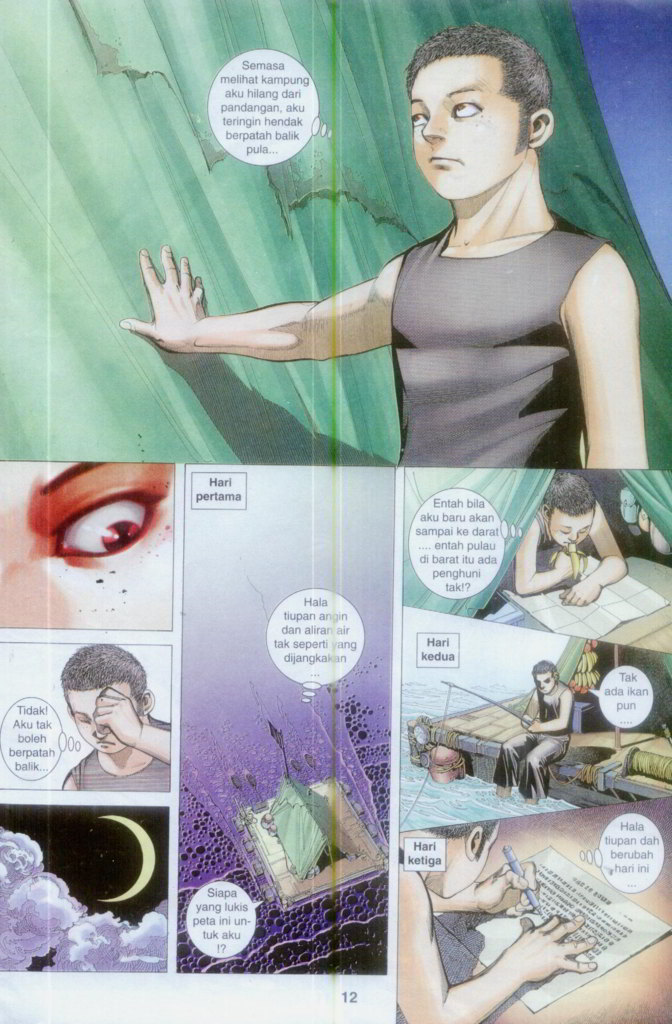 Semasa
melihat kampung
aku hilang dari
pandangan, aku
teringin hendak
berpatah balik
pula...
Tidak!
Aku tak
boleh
berpatah
balik...
Hari
pertama
Hala
tiupan angin
dan aliran air
tak seperti yang
dijangkakan
...
Siapa
yang lukis
peta ini un-
tuk aku
!?
Entah bila
aku baru akan
sampai ke darat
.... entah pulau
di barat itu ada
penghuni
tak!?
Hari
kedua
Tak
ada ikan
pun
....
Hari
ketiga
Hala
tiupan dah
berubah
hari ini
...
12